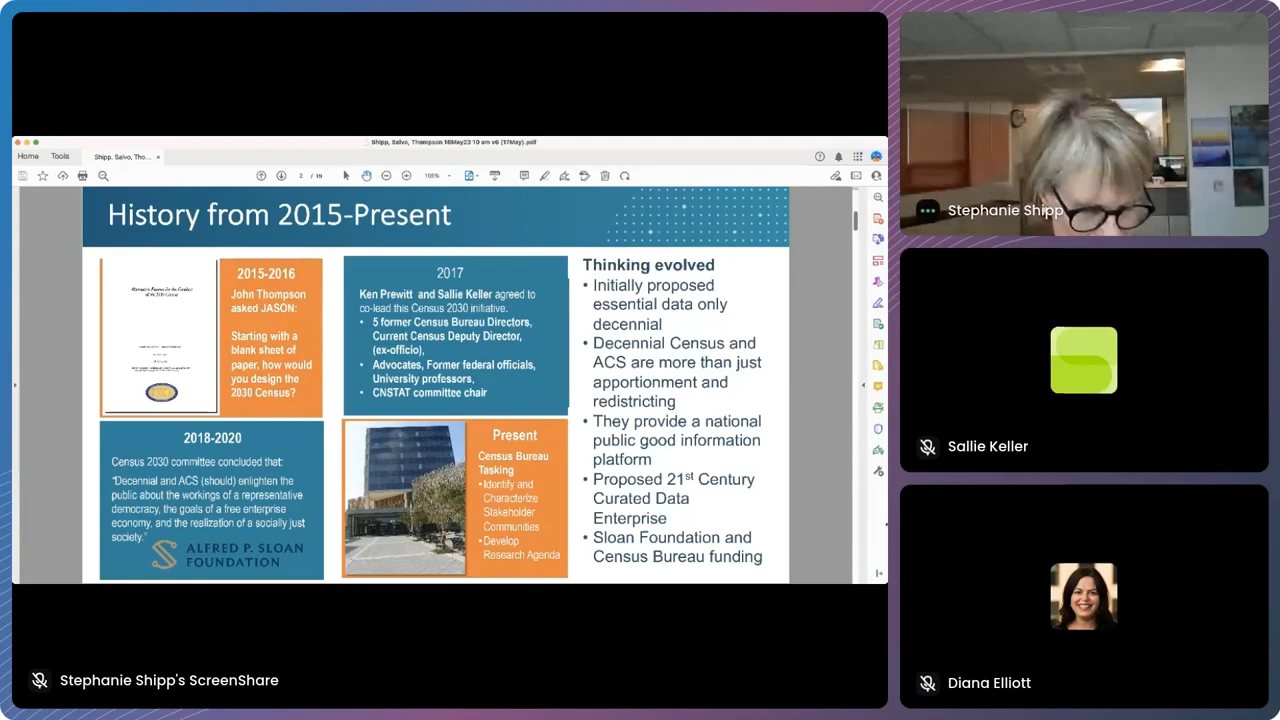 Shipp, Salvo, Thompson 18May23 10 am v6 (17May).pdf
Home
Tools
Shipp, Salvo, Tho...
2 / 19
105%
History from 2015-Present
2015-2016
John Thompson
asked JASON:
Starting with a
blank sheet of
paper, how would
you design the
2030 Census?
2017
Ken Prewitt and Sallie Keller agreed to
co-lead this Census 2030 initiative.
• 5 former Census Bureau Directors,
Current Census Deputy Director,
(ex-officio),
• Advocates, Former federal officials,
University professors,
• CNSTAT committee chair
2018-2020
Census 2030 committee concluded that:
"Decennial and ACS (should) enlighten the
public about the workings of a representative
democracy, the goals of a free enterprise
economy, and the realization of a socially just
society."
ALFRED P. SLOAN
FOUNDATION
Present
Census Bureau
Tasking
•Identify and
Characterize
Stakeholder
Communities
•Develop
Research Agenda
Thinking evolved
• Initially proposed
essential data only
decennial
• Decennial Census and
ACS are more than just
apportionment and
redistricting
• They provide a national
public good information
platform
• Proposed 21st Century
Curated Data
Enterprise
• Sloan Foundation and
Census Bureau funding
Stephanie Shipp's ScreenShare
Stephanie Shipp
Sallie Keller
Diana Elliott